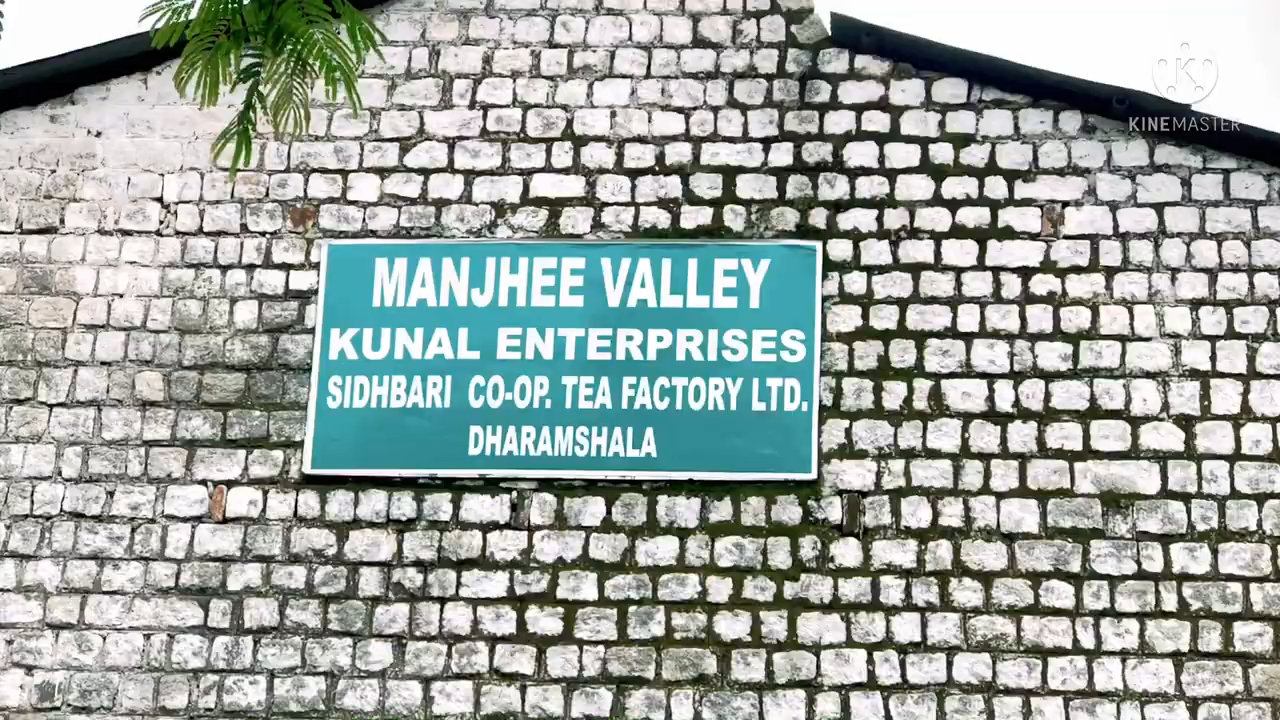 MANJHEE VALLEY
KUNAL ENTERPRISES
SIDHBARI CO-OP. TEA FACTORY LTD.
DHARAMSHALA
K
KINEMASTER